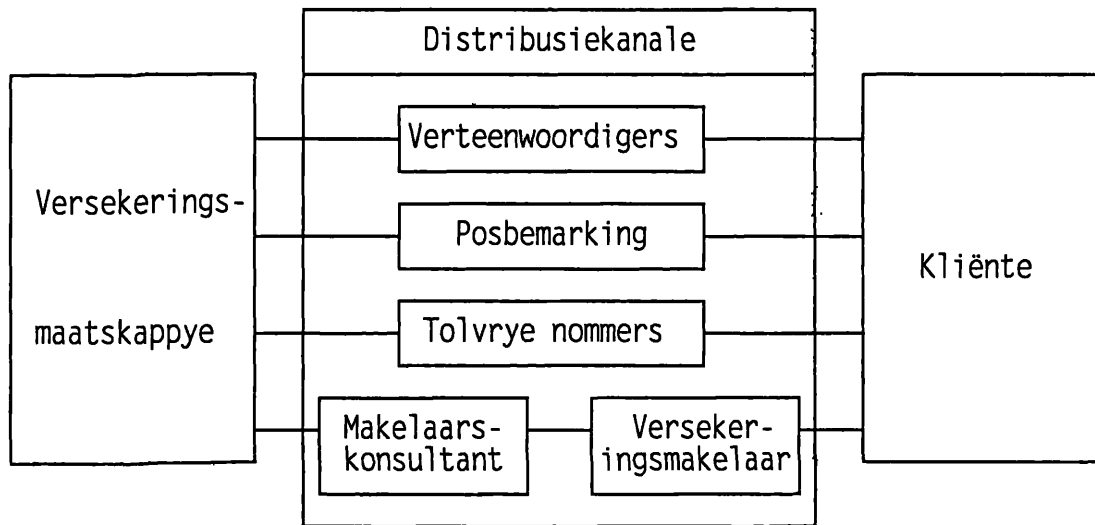 Distribusiekanale
Versekerings-
maatskappye
Verteenwoordigers
Posbemarking
Tolvrye nommers
Makelaars-
konsultant
Verseker-
ingsmakelaar
Kliënte